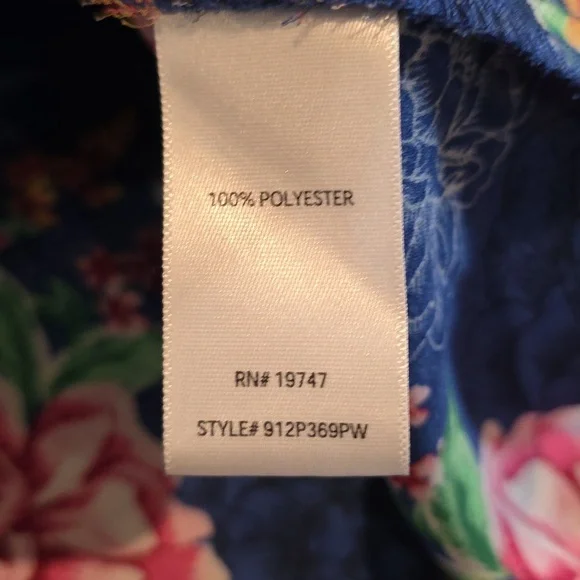 100% POLYESTER
RN# 19747
STYLE# 912P369PW